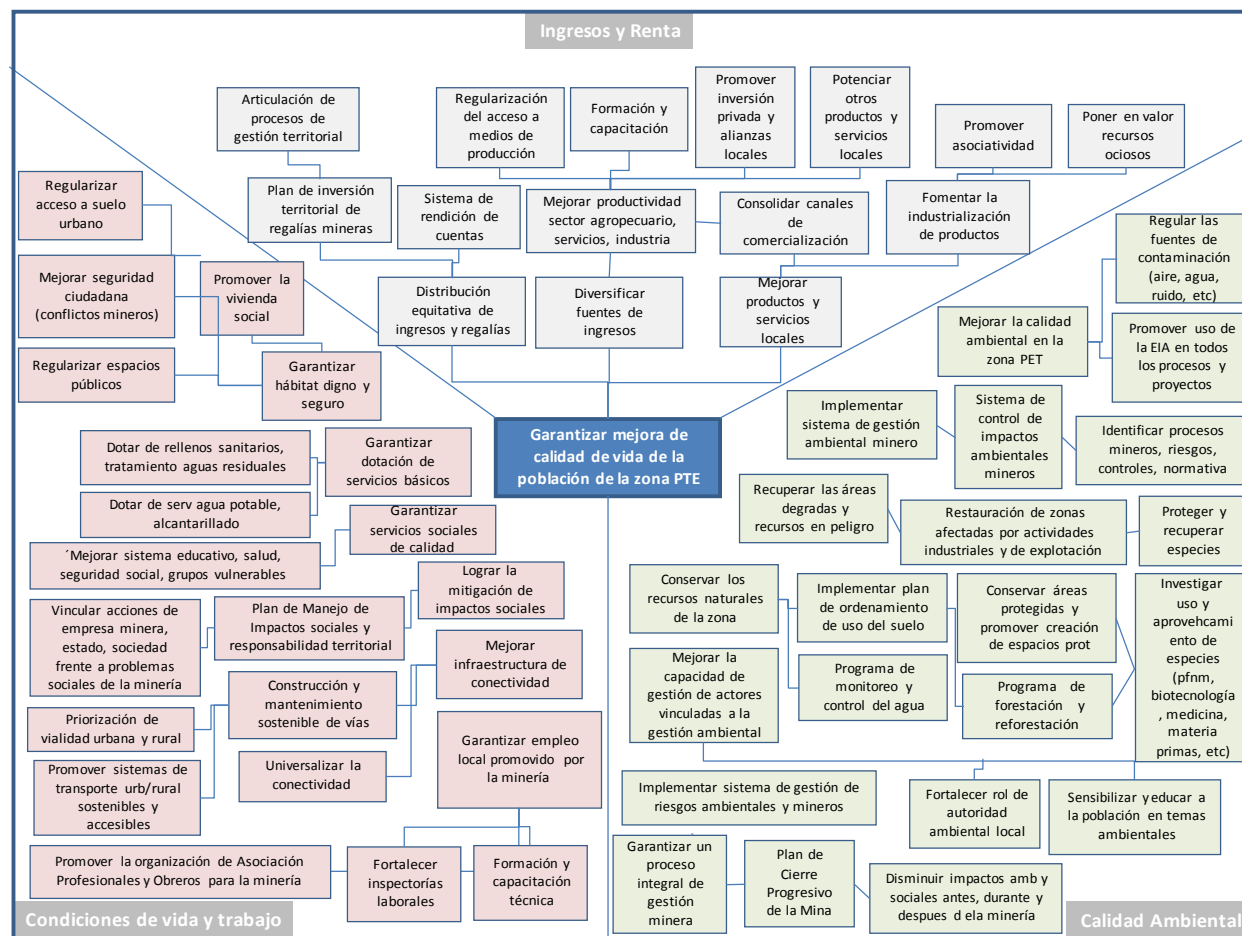 Ingresos y Renta
Articulación de
procesos de
gestión territorial
Regularización
del acceso a
medios de
producción
Formación y
capacitación
Promover
inversión
privada y
alianzas
locales
Potenciar
otros
productos y
servicios
locales
Promover
asociatividad
Poner en valor
recursos
ociosos
Plan de inversión
territorial de
regalías mineras
Sistema de
rendición de
cuentas
Mejorar productividad
sector agropecuario,
servicios, industria
Consolidar canales
de
comercialización
Fomentar la
industrialización
de productos
Distribución
equitativa de
ingresos y regalías
Diversificar
fuentes de
ingresos
Mejorar
productos y
servicios
locales
Regularizar
acceso a suelo
urbano
Mejorar seguridad
ciudadana
(conflictos mineros)
Promover la
vivienda
social
Regularizar espacios
públicos
Garantizar
hábitat digno y
seguro
Garantizar mejora de
calidad de vida de la
población de la zona PTE
Dotar de rellenos sanitarios,
tratamiento aguas residuales
Garantizar
dotación de
servicios básicos
Dotar de serv agua potable,
alcantarillado
Garantizar
servicios sociales
de calidad
´Mejorar sistema educativo, salud,
seguridad social, grupos vulnerables
Lograr la
mitigación de
impactos sociales
Vincular acciones de
empresa minera,
estado, sociedad
frente a problemas
sociales de la minería
Plan de Manejo de
Impactos sociales y
responsabilidad territorial
Mejorar
infraestructura de
conectividad
Construcción y
mantenimiento
sostenible de vías
Priorización de
vialidad urbana y rural
Garantizar empleo
local promovido por
la minería
Universalizar la
conectividad
Promover sistemas de
transporte urb/rural
sostenibles y
accesibles
Promover la organización de Asociación
Profesionales y Obreros para la minería
Fortalecer
inspectorías
laborales
Formación y
capacitación
técnica
Condiciones de vida y trabajo
Regular las
fuentes de
contaminación
(aire, agua,
ruido, etc)
Mejorar la calidad
ambiental en la
zona PET
Promover uso de
la EIA en todos
los procesos y
proyectos
Implementar
sistema de gestión
ambiental minero
Sistema de
control de
impactos
ambientales
mineros
Identificar procesos
mineros, riesgos,
controles, normativa
Recuperar las áreas
degradas y
recursos en peligro
Restauración de zonas
afectadas por actividades
industriales y de explotación
Proteger y
recuperar
especies
Conservar los
recursos naturales
de la zona
Implementar plan
de ordenamiento
de uso del suelo
Conservar áreas
protegidas y
promover creación
de espacios prot
Investigar
uso y
aprovehcami
ento de
especies
(pfnm,
biotecnología
, medicina,
materia
primas, etc)
Mejorar la
capacidad de
gestión de actores
vinculadas a la
gestión ambiental
Programa de
monitoreo y
control del agua
Programa de
forestación y
reforestación
Implementar sistema de gestión de
riesgos ambientales y mineros
Fortalecer rol de
autoridad
ambiental local
Sensibilizar y educar a
la población en temas
ambientales
Garantizar un
proceso
integral de
gestión
minera
Plan de
Cierre
Progresivo
de la Mina
Disminuir impactos amb y
sociales antes, durante y
despues d ela minería
Calidad Ambiental